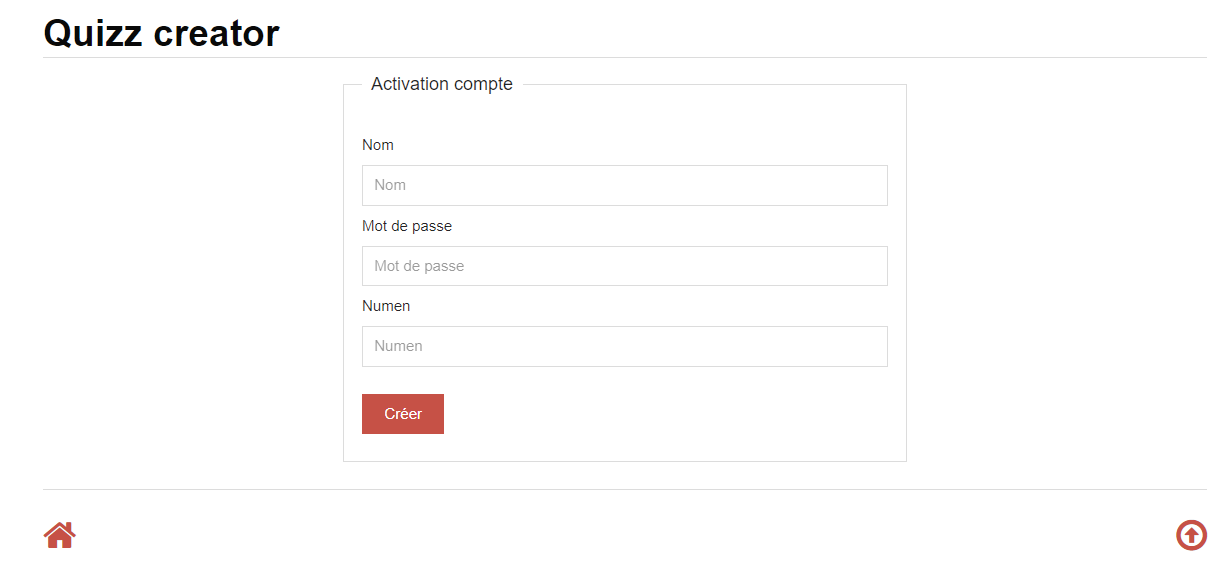 Quizz creator
Activation compte
Nom
Nom
Mot de passe
Mot de passe
Numen
Numen
Créer